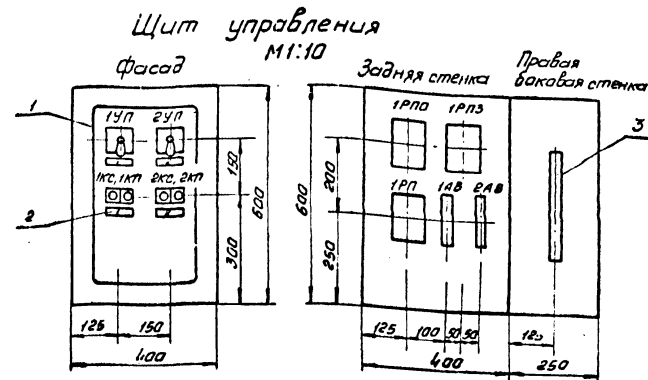 Щит управления
М1:10
Фасад
Задняя стенка
Правая
боковая стенка
1
1УП 2УП
1КС,1КП 2КС,2КП
2
150
300
600
125 150
400
1РПО 1РПЗ
1РП 1АВ 2АВ
600
200
250
125 100 50 50
400
3
125
250